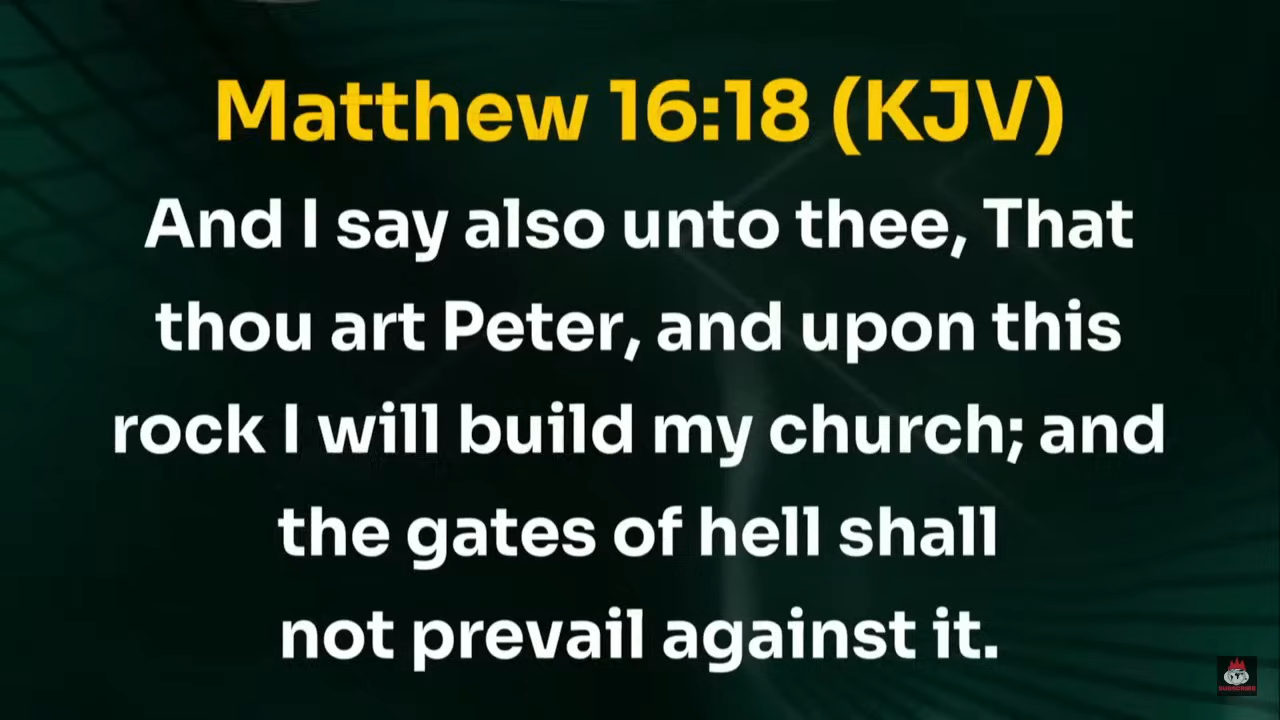 Matthew 16:18 (KJV)
And I say also unto thee, That
thou art Peter, and upon this
rock I will build my church; and
the gates of hell shall
not prevail against it.
SUBSCRIBE